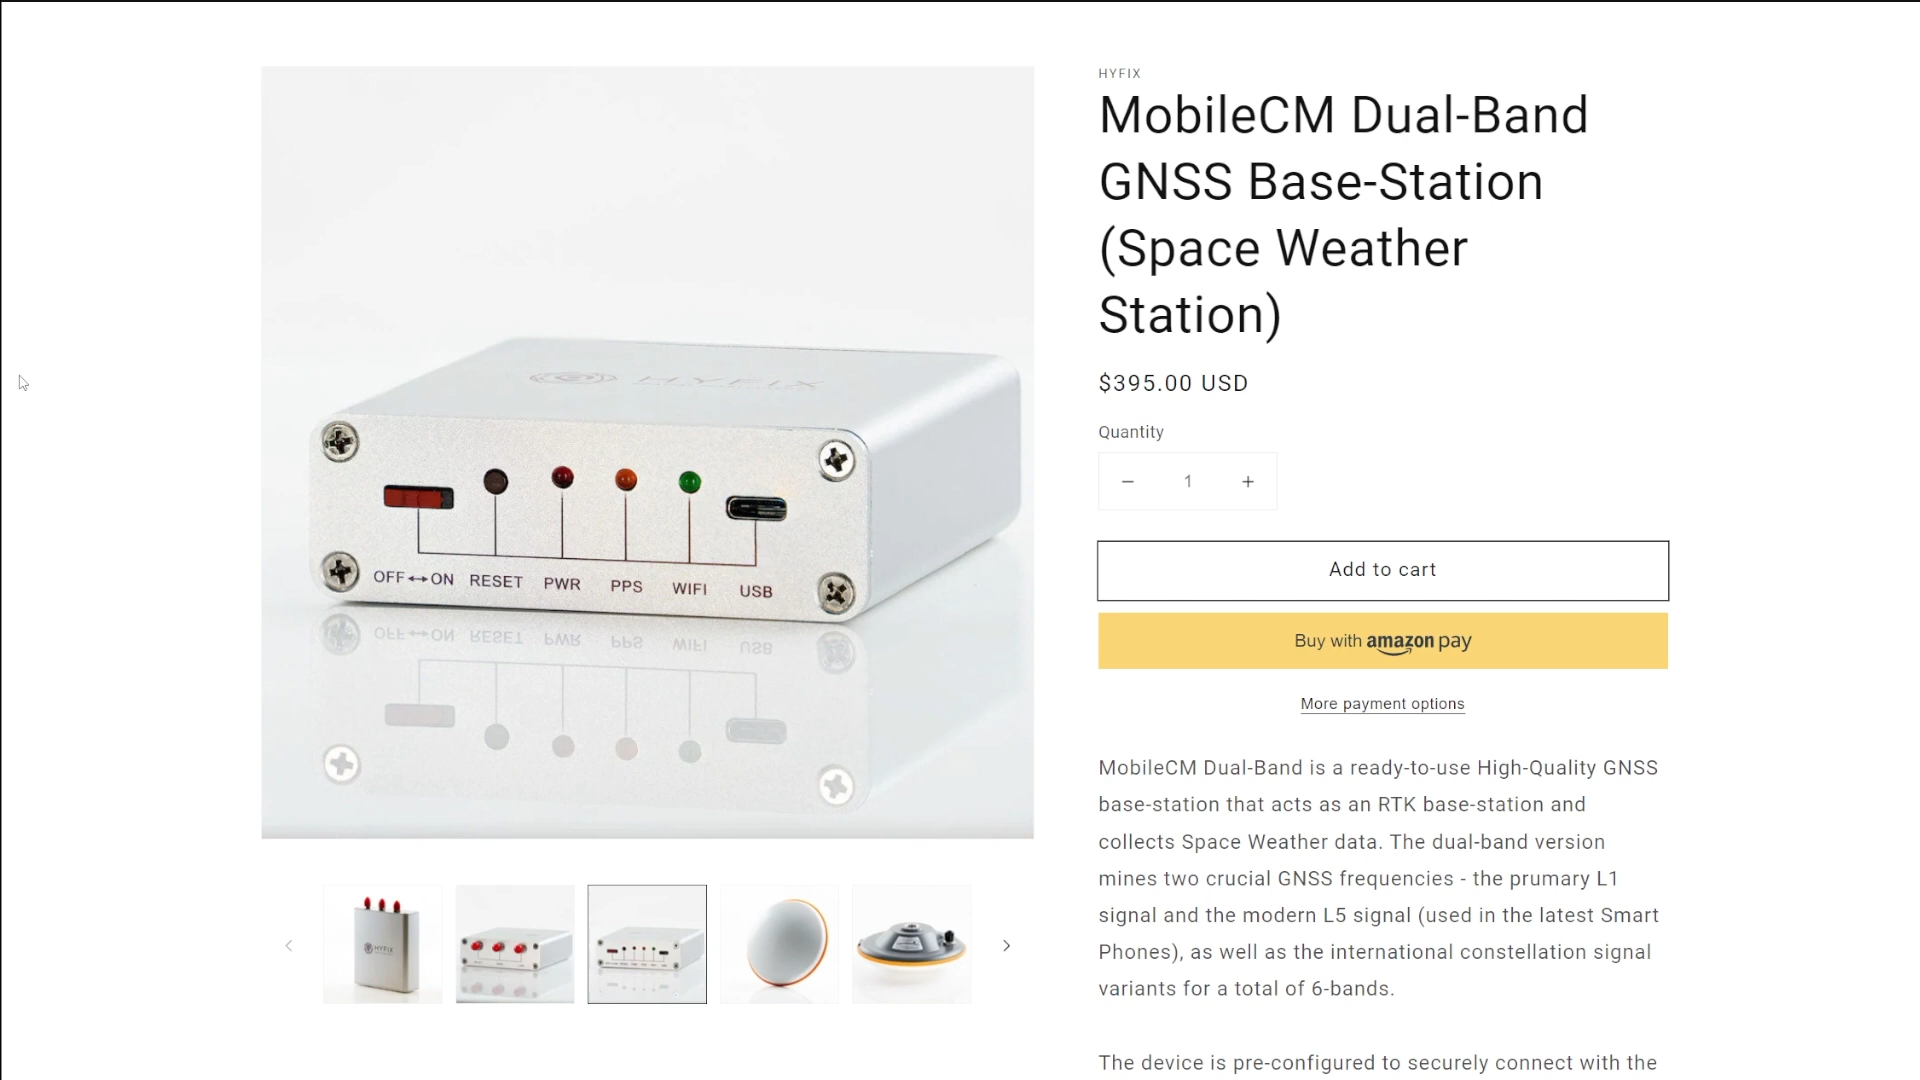 HYFIX
MobileCM Dual-Band
GNSS Base-Station
(Space Weather
Station)
$395.00 USD
Quantity
− 1 +
Add to cart
Buy with amazon pay
More payment options
MobileCM Dual-Band is a ready-to-use High-Quality GNSS
base-station that acts as an RTK base-station and
collects Space Weather data. The dual-band version
mines two crucial GNSS frequencies - the prumary L1
signal and the modern L5 signal (used in the latest Smart
Phones), as well as the international constellation signal
variants for a total of 6-bands.
The device is pre-configured to securely connect with the
HYFIX
OFF↔ON RESET PWR PPS WIFI USB
HYFIX